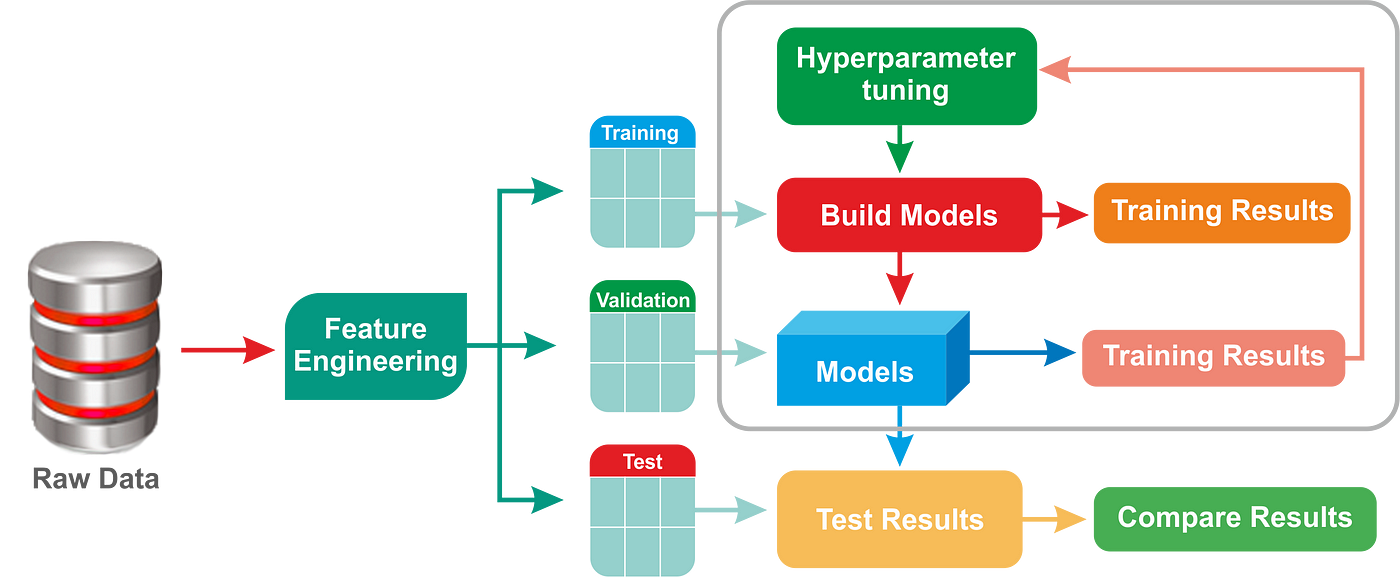 Hyperparameter
tuning
Training
Build Models
Training Results
Validation
Feature
Engineering
Models
Training Results
Raw Data
Test
Test Results
Compare Results